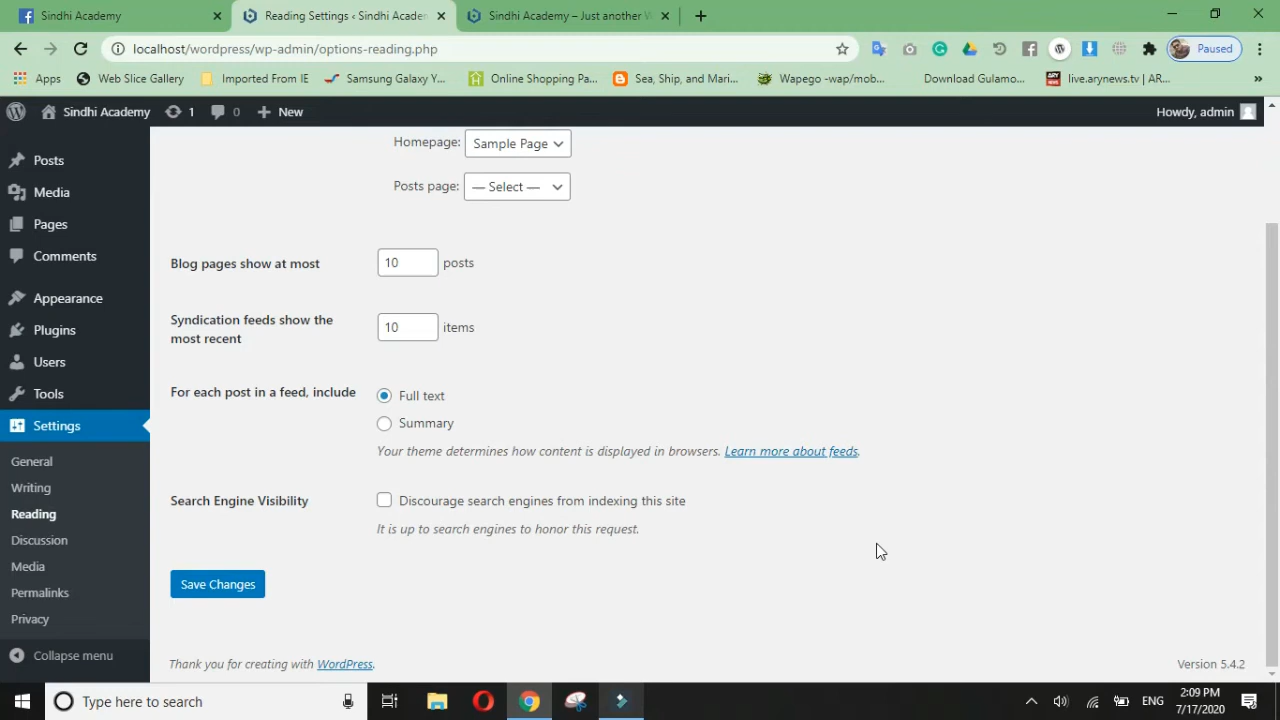 Sindhi Academy
Reading Settings ‹ Sindhi Acader
Sindhi Academy – Just another W
localhost/wordpress/wp-admin/options-reading.php
Paused
Apps
Web Slice Gallery
Imported From IE
Samsung Galaxy Y...
Online Shopping Pa...
Sea, Ship, and Mari...
Wapego -wap/mob...
Download Gulamo...
live.arynews.tv | AR...
»
Sindhi Academy
1
0
New
Howdy, admin
Posts
Media
Pages
Comments
Appearance
Plugins
Users
Tools
Settings
General
Writing
Reading
Discussion
Media
Permalinks
Privacy
Collapse menu
Homepage: Sample Page
Posts page: — Select —
Blog pages show at most 10 posts
Syndication feeds show the
most recent
10 items
For each post in a feed, include
Full text
Summary
Your theme determines how content is displayed in browsers. Learn more about feeds.
Search Engine Visibility
Discourage search engines from indexing this site
It is up to search engines to honor this request.
Save Changes
Thank you for creating with WordPress.
Version 5.4.2
Type here to search
ENG
2:09 PM
7/17/2020